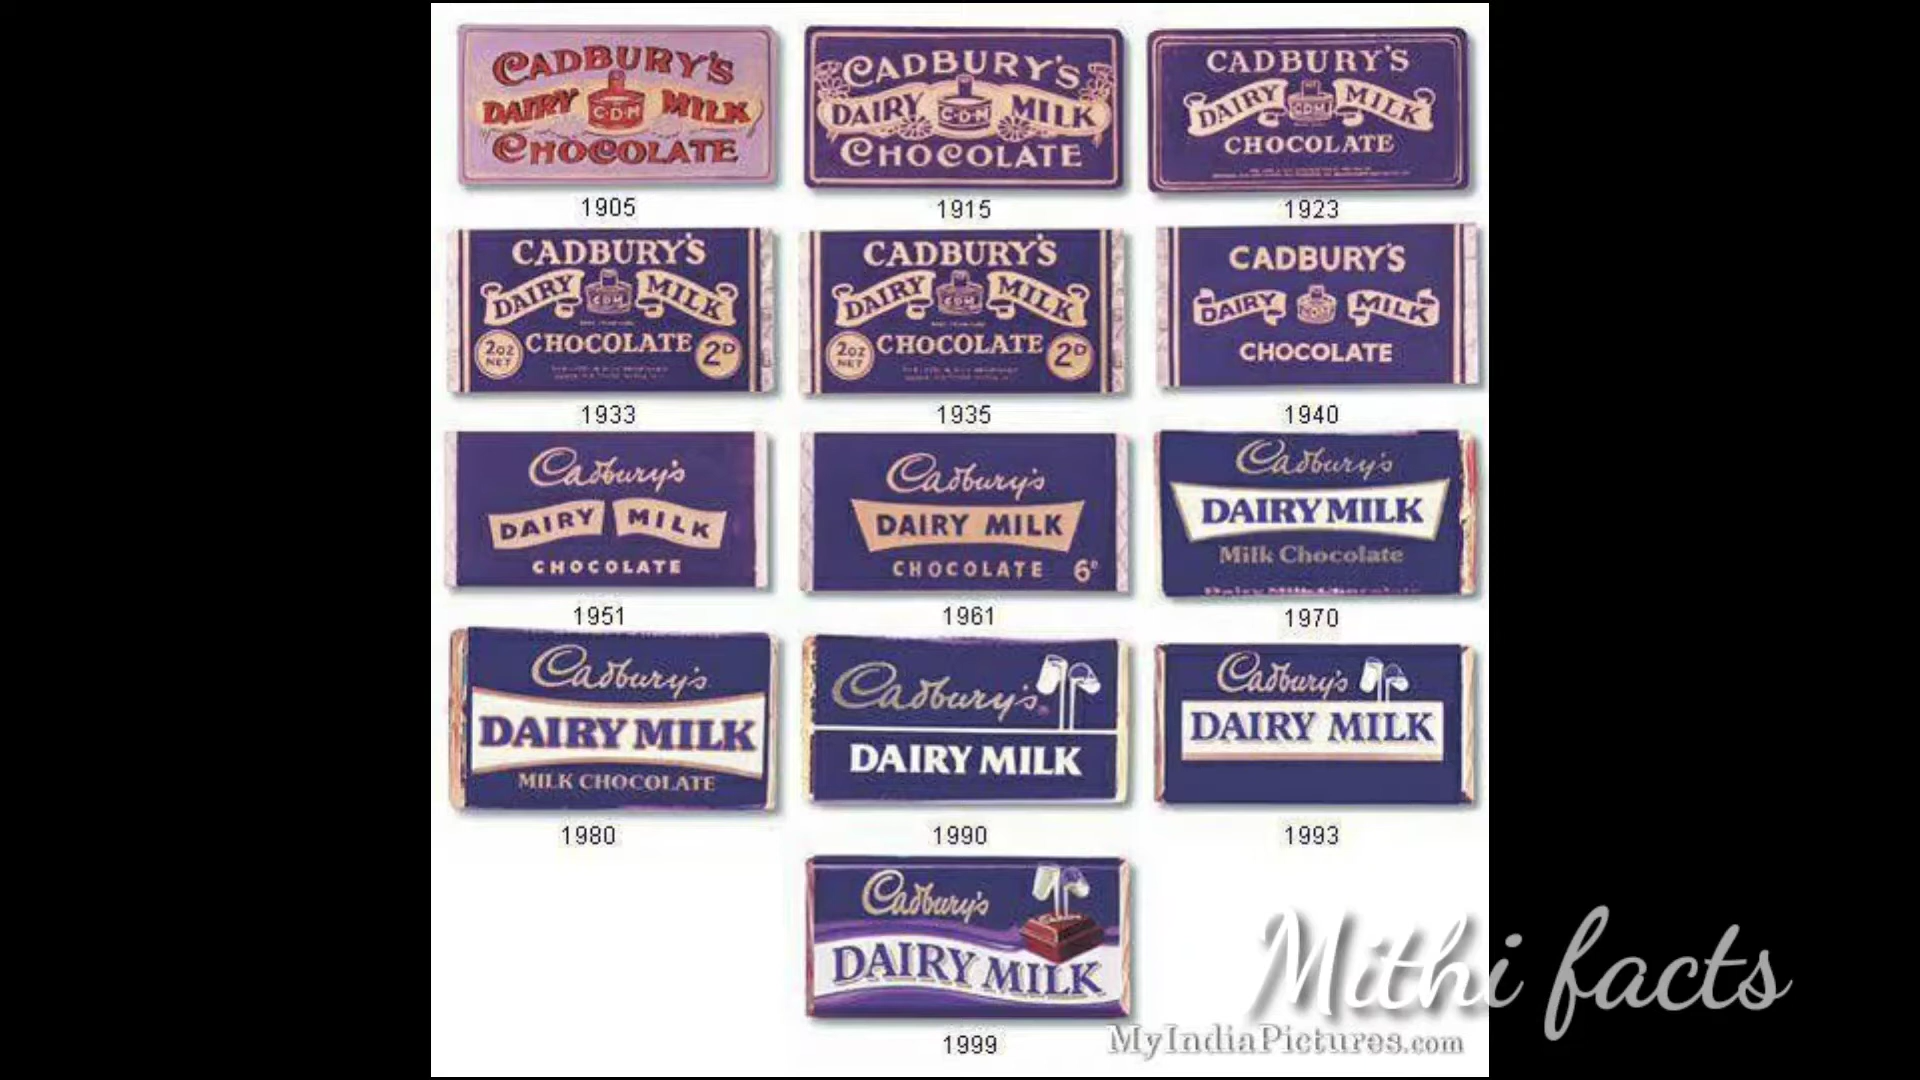 CADBURY'S
DAIRY C·D·M MILK
CHOCOLATE
1905
CADBURY'S
DAIRY C·D·M MILK
CHOCOLATE
1915
CADBURY'S
DAIRY CDM MILK
CHOCOLATE
1923
CADBURY'S
DAIRY CDM MILK
2oz NET CHOCOLATE 2D
1933
CADBURY'S
DAIRY CDM MILK
2oz NET CHOCOLATE 2D
1935
CADBURY'S
DAIRY MILK
CHOCOLATE
1940
Cadbury's
DAIRY MILK
CHOCOLATE
1951
Cadbury's
DAIRY MILK
CHOCOLATE 6D
1961
Cadbury's
DAIRY MILK
Milk Chocolate
Dairy Milk Chocolate
1970
Cadbury's
DAIRY MILK
MILK CHOCOLATE
1980
Cadbury's
DAIRY MILK
1990
Cadbury's
DAIRY MILK
1993
Cadbury's
DAIRY MILK
1999
Mithi facts
MyIndiaPictures.com